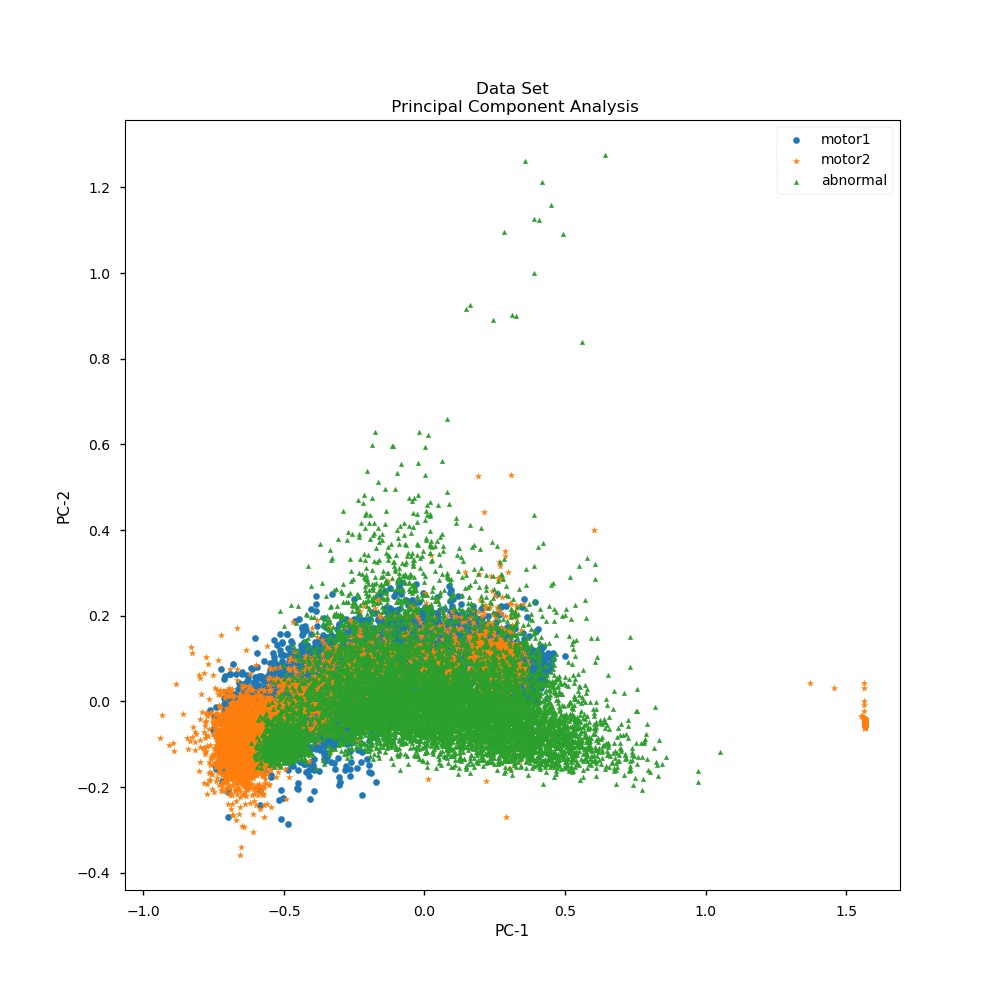 Data Set
Principal Component Analysis
motor1
motor2
abnormal
1.2
1.0
0.8
0.6
0.4
0.2
0.0
−0.2
−0.4
PC-2
−1.0
−0.5
0.0
0.5
1.0
1.5
PC-1